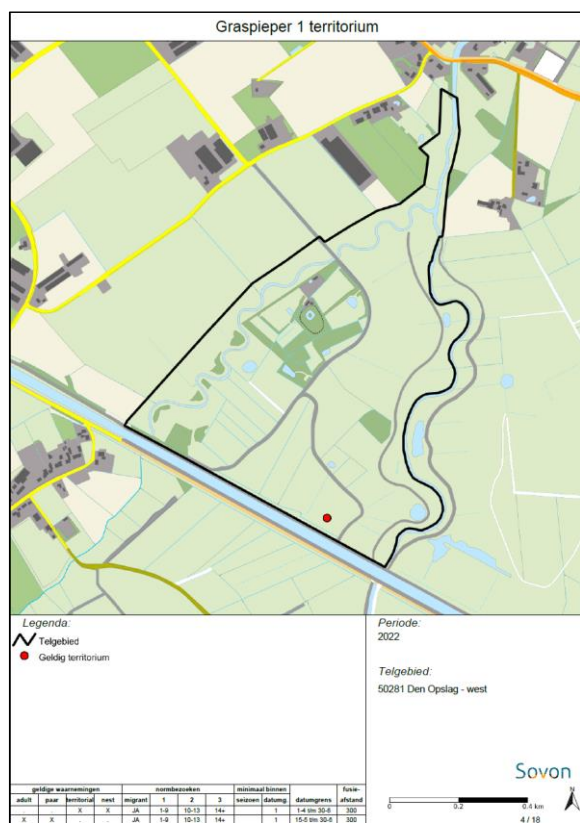 Graspieper 1 territorium
Legenda:
Telgebied
Geldig territorium
Periode:
2022
Telgebied:
50281 Den Opslag - west
Sovon
0 0.2 0.4 km
N
4 / 18
geldige waarnemingen normbezoeken minimaal binnen fusie-
adult paar territoriaal nest migrant 1 2 3 seizoen datumg. datumgrens afstand
. . X X JA 1-9 10-13 14+ 1 1-4 t/m 30-6 300
X X . . JA 1-9 10-13 14+ 1 15-5 t/m 30-6 300